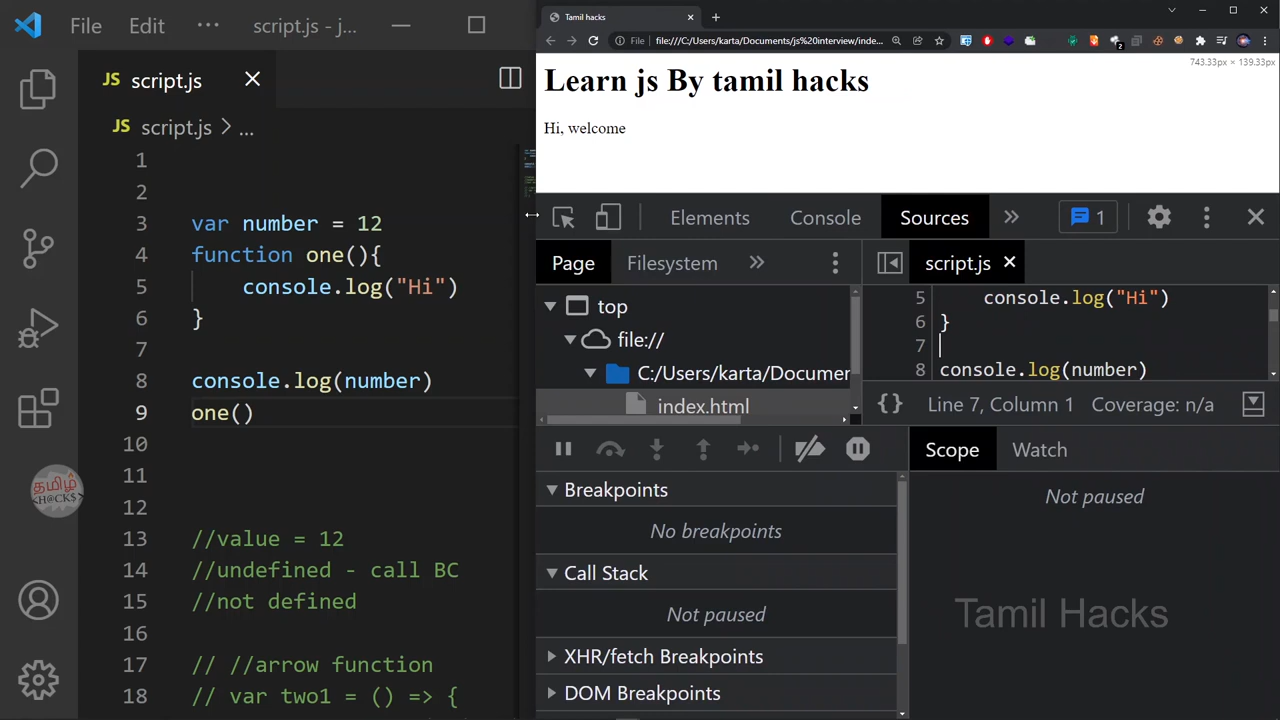 File Edit ··· script.js - j...
JS script.js
JS script.js > ...
1
2
3 var number = 12
4 function one(){
5 console.log("Hi")
6 }
7
8 console.log(number)
9 one()
10
11
12
13 //value = 12
14 //undefined - call BC
15 //not defined
16
17 // //arrow function
18 // var two1 = () => {
தமிழ்
<H@CK$>
Tamil hacks
File file:///C:/Users/karta/Documents/js%20interview/inde...
2
743.33px × 139.33px
Learn js By tamil hacks
Hi, welcome
Elements Console Sources » 1
Page Filesystem »
script.js
top
file://
C:/Users/karta/Documer
index.html
5 console.log("Hi")
6 }
7
8 console.log(number)
{} Line 7, Column 1 Coverage: n/a
Scope Watch
Not paused
Breakpoints
No breakpoints
Call Stack
Not paused
XHR/fetch Breakpoints
DOM Breakpoints
Tamil Hacks